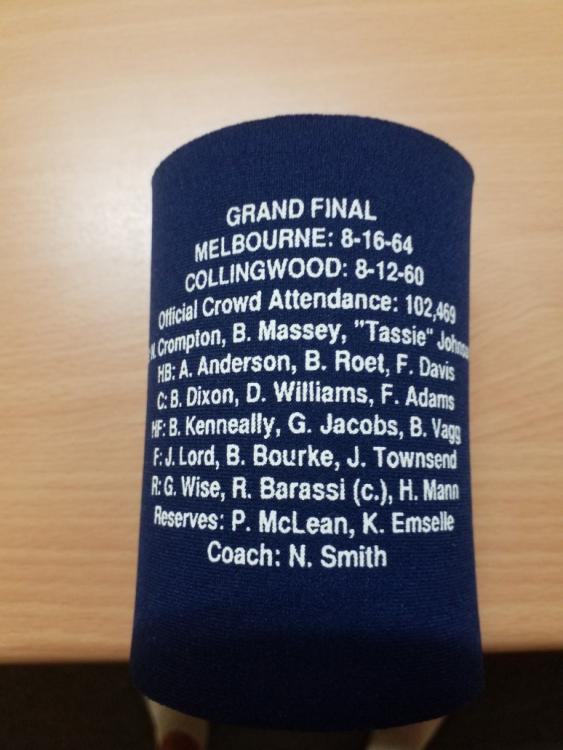 GRAND FINAL
MELBOURNE: 8-16-64
COLLINGWOOD: 8-12-60
Official Crowd Attendance: 102,469
N. Crompton, B. Massey, "Tassie"
HB: A. Anderson, B. Roet, F. Davis
C: B. Dixon, D. Williams, F. Adams
HF: B. Kenneally, G. Jacobs, B. Vagg
F: J. Lord, B. Bourke, J. Townsend
R: G. Wise, R. Barassi (c.), H. Mann
Reserves: P. McLean, K. Emselle
Coach: N. Smith